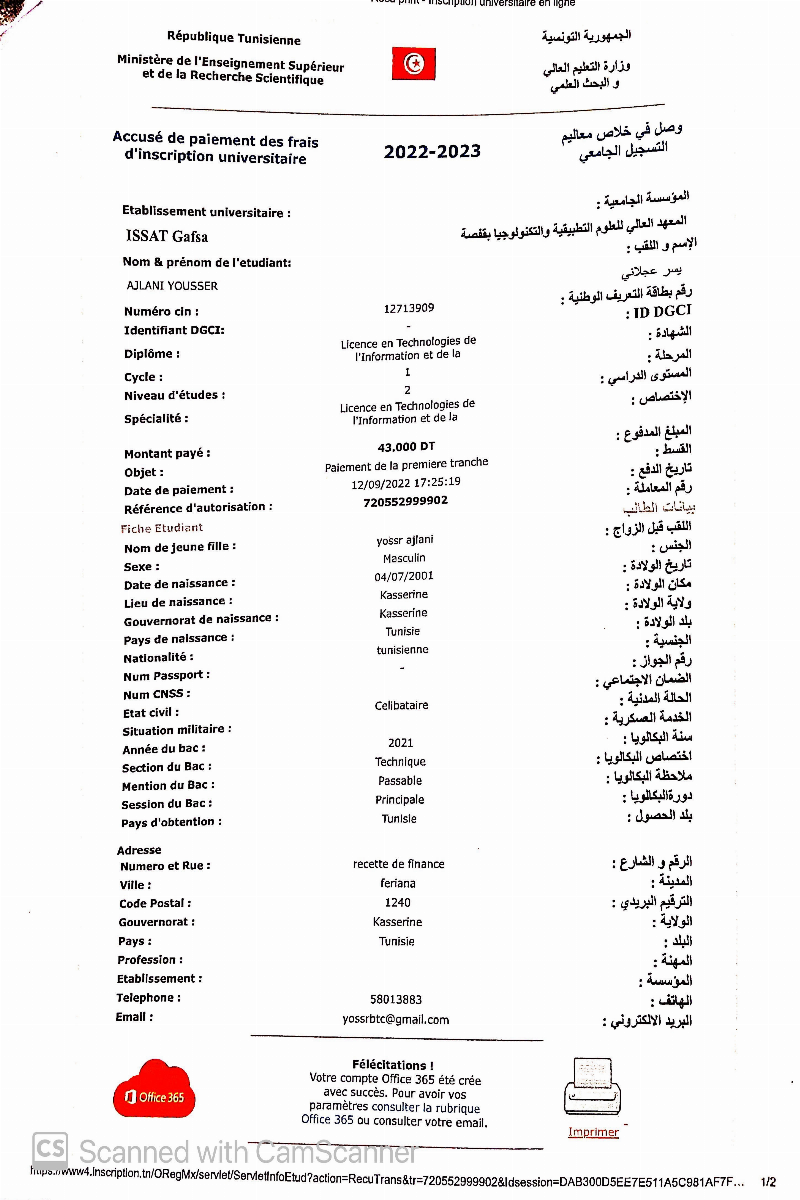 Recu print - Inscription universitaire en ligne
République Tunisienne
الجمهورية التونسية
Ministère de l'Enseignement Supérieur
et de la Recherche Scientifique
وزارة التعليم العالي
و البحث العلمي
Accusé de paiement des frais
d'inscription universitaire
2022-2023
وصل في خلاص معاليم
التسجيل الجامعي
Etablissement universitaire :
المؤسسة الجامعية :
ISSAT Gafsa
المعهد العالي للعلوم التطبيقية والتكنولوجيا بقفصة
Nom & prénom de l'etudiant:
الإسم و اللقب :
AJLANI YOUSSER
يسر عجلاني
Numéro cin : 12713909 رقم بطاقة التعريف الوطنية :
Identifiant DGCI: - ID DGCI :
Diplôme : Licence en Technologies de
l'Information et de la الشهادة :
Cycle : 1 المرحلة :
Niveau d'études : 2 المستوى الدراسي :
Spécialité : Licence en Technologies de
l'Information et de la الاختصاص :
Montant payé : 43.000 DT المبلغ المدفوع :
Objet : Paiement de la premiere tranche القسط :
Date de paiement : 12/09/2022 17:25:19 تاريخ الدفع :
Référence d'autorisation : 720552999902 رقم المعاملة :
Fiche Etudiant بيانات الطالب
Nom de jeune fille : yossr ajlani اللقب قبل الزواج :
Sexe : Masculin الجنس :
Date de naissance : 04/07/2001 تاريخ الولادة :
Lieu de naissance : Kasserine مكان الولادة :
Gouvernorat de naissance : Kasserine ولاية الولادة :
Pays de naissance : Tunisie بلد الولادة :
Nationalité : tunisienne الجنسية :
Num Passport : - رقم الجواز :
Num CNSS : الضمان الاجتماعي :
Etat civil : Celibataire الحالة المدنية :
Situation militaire : الخدمة العسكرية :
Année du bac : 2021 سنة البكالويا :
Section du Bac : Technique اختصاص البكالويا :
Mention du Bac : Passable ملاحظة البكالويا :
Session du Bac : Principale دورةالبكالويا :
Pays d'obtention : Tunisie بلد الحصول :
Adresse
Numero et Rue : recette de finance الرقم و الشارع :
Ville : feriana المدينة :
Code Postal : 1240 الترقيم البريدي :
Gouvernorat : Kasserine الولاية :
Pays : Tunisie البلد :
Profession : المهنة :
Etablissement : المؤسسة :
Telephone : 58013883 الهاتف :
Email : yossrbtc@gmail.com البريد الالكتروني :
Office 365
Félécitations !
Votre compte Office 365 été crée
avec succès. Pour avoir vos
paramètres consulter la rubrique
Office 365 ou consulter votre email.
Imprimer
CS Scanned with CamScanner
https://www4.inscription.tn/ORegMx/servlet/ServletInfoEtud?action=RecuTrans&tr=720552999902&Idsession=DAB300D5EE7E511A5C981AF7F... 1/2